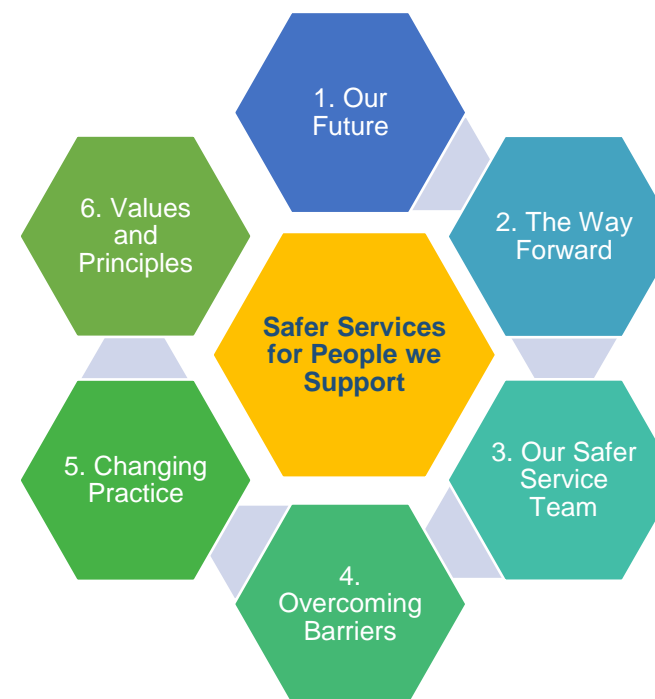 1. Our
Future
2. The Way
Forward
3. Our Safer
Service
Team
4.
Overcoming
Barriers
5. Changing
Practice
6. Values
and
Principles
Safer Services
for People we
Support